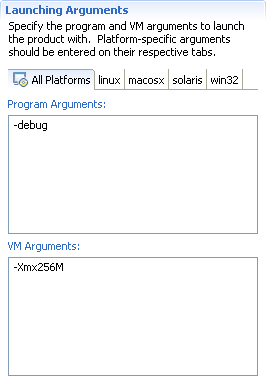 Launching Arguments
Specify the program and VM arguments to launch
the product with. Platform-specific arguments
should be entered on their respective tabs.
All Platforms linux macosx solaris win32
Program Arguments:
-debug
VM Arguments:
-Xmx256M